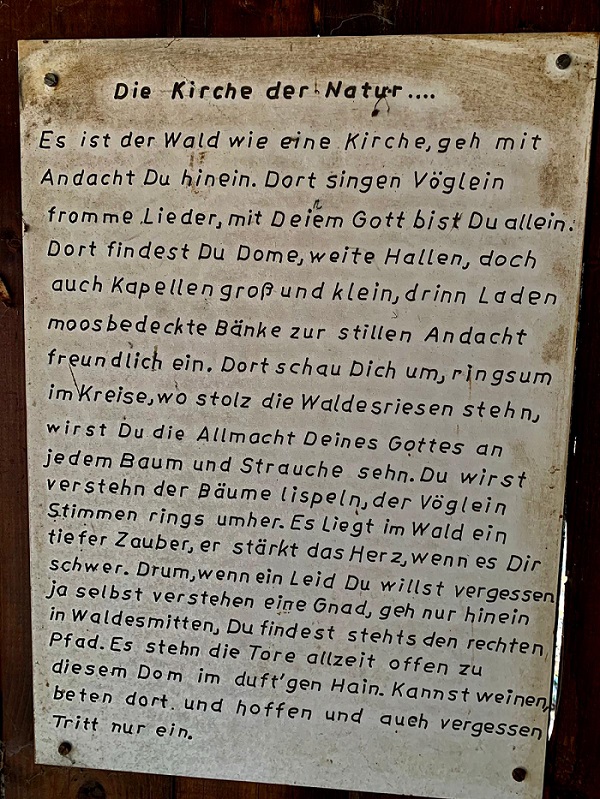 Die Kirche der Natur....
Es ist der Wald wie eine Kirche, geh mit
Andacht Du hinein. Dort singen Vöglein
fromme Lieder, mit Deiem Gott bist Du allein.
Dort findest Du Dome, weite Hallen, doch
auch Kapellen groß und klein, drinn Laden
moosbedeckte Bänke zur stillen Andacht
freundlich ein. Dort schau Dich um, ringsum
im Kreise, wo stolz die Waldesriesen stehn,
wirst Du die Allmacht Deines Gottes an
jedem Baum und Strauche sehn. Du wirst
verstehn der Bäume lispeln, der Vöglein
Stimmen rings umher. Es liegt im Wald ein
tiefer Zauber, er stärkt das Herz, wenn es Dir
schwer. Drum, wenn ein Leid Du willst vergessen
ja selbst verstehen eine Gnad, geh nur hinein
in Waldesmitten, Du findest stehts den rechten
Pfad. Es stehn die Tore allzeit offen zu
diesem Dom im duft'gen Hain. Kannst weinen,
beten dort und hoffen und aueh vergessen
Tritt nur ein.